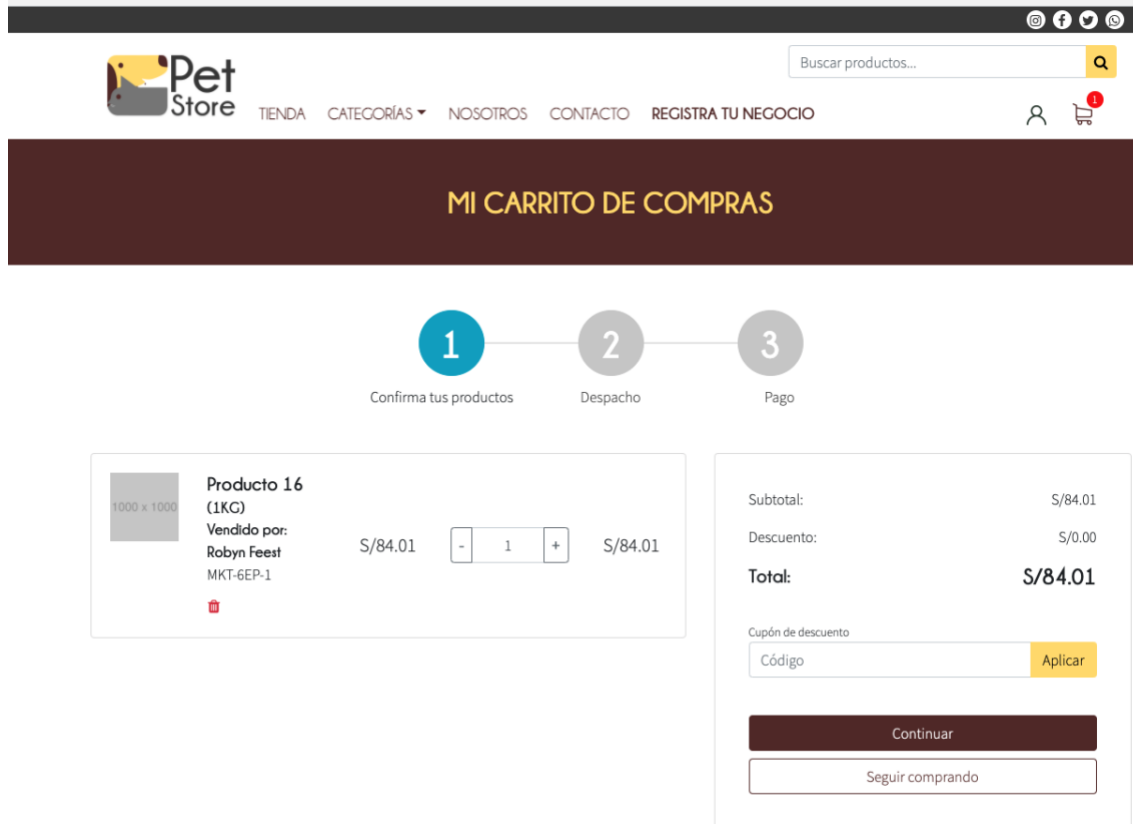 Buscar productos...
Pet
Store
TIENDA CATEGORÍAS NOSOTROS CONTACTO REGISTRA TU NEGOCIO
1
MI CARRITO DE COMPRAS
1 2 3
Confirma tus productos Despacho Pago
1000 x 1000
Producto 16
(1KG)
Vendido por:
Robyn Feest
MKT-6EP-1
S/84.01 - 1 + S/84.01
Subtotal: S/84.01
Descuento: S/0.00
Total: S/84.01
Cupón de descuento
Código Aplicar
Continuar
Seguir comprando